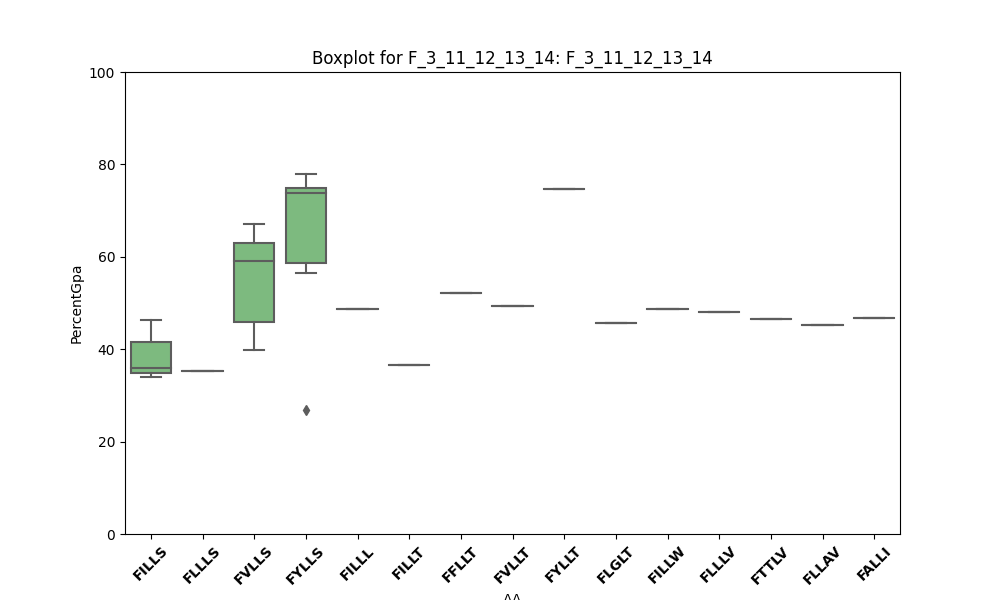 Boxplot for F_3_11_12_13_14: F_3_11_12_13_14
100
80
60
40
20
0
PercentGpa
FILLS
FLLLS
FVLLS
FYLLS
FILLL
FILLT
FFLLT
FVLLT
FYLLT
FLGLT
FILLW
FLLLV
FTTLV
FLLAV
FALLI
AA